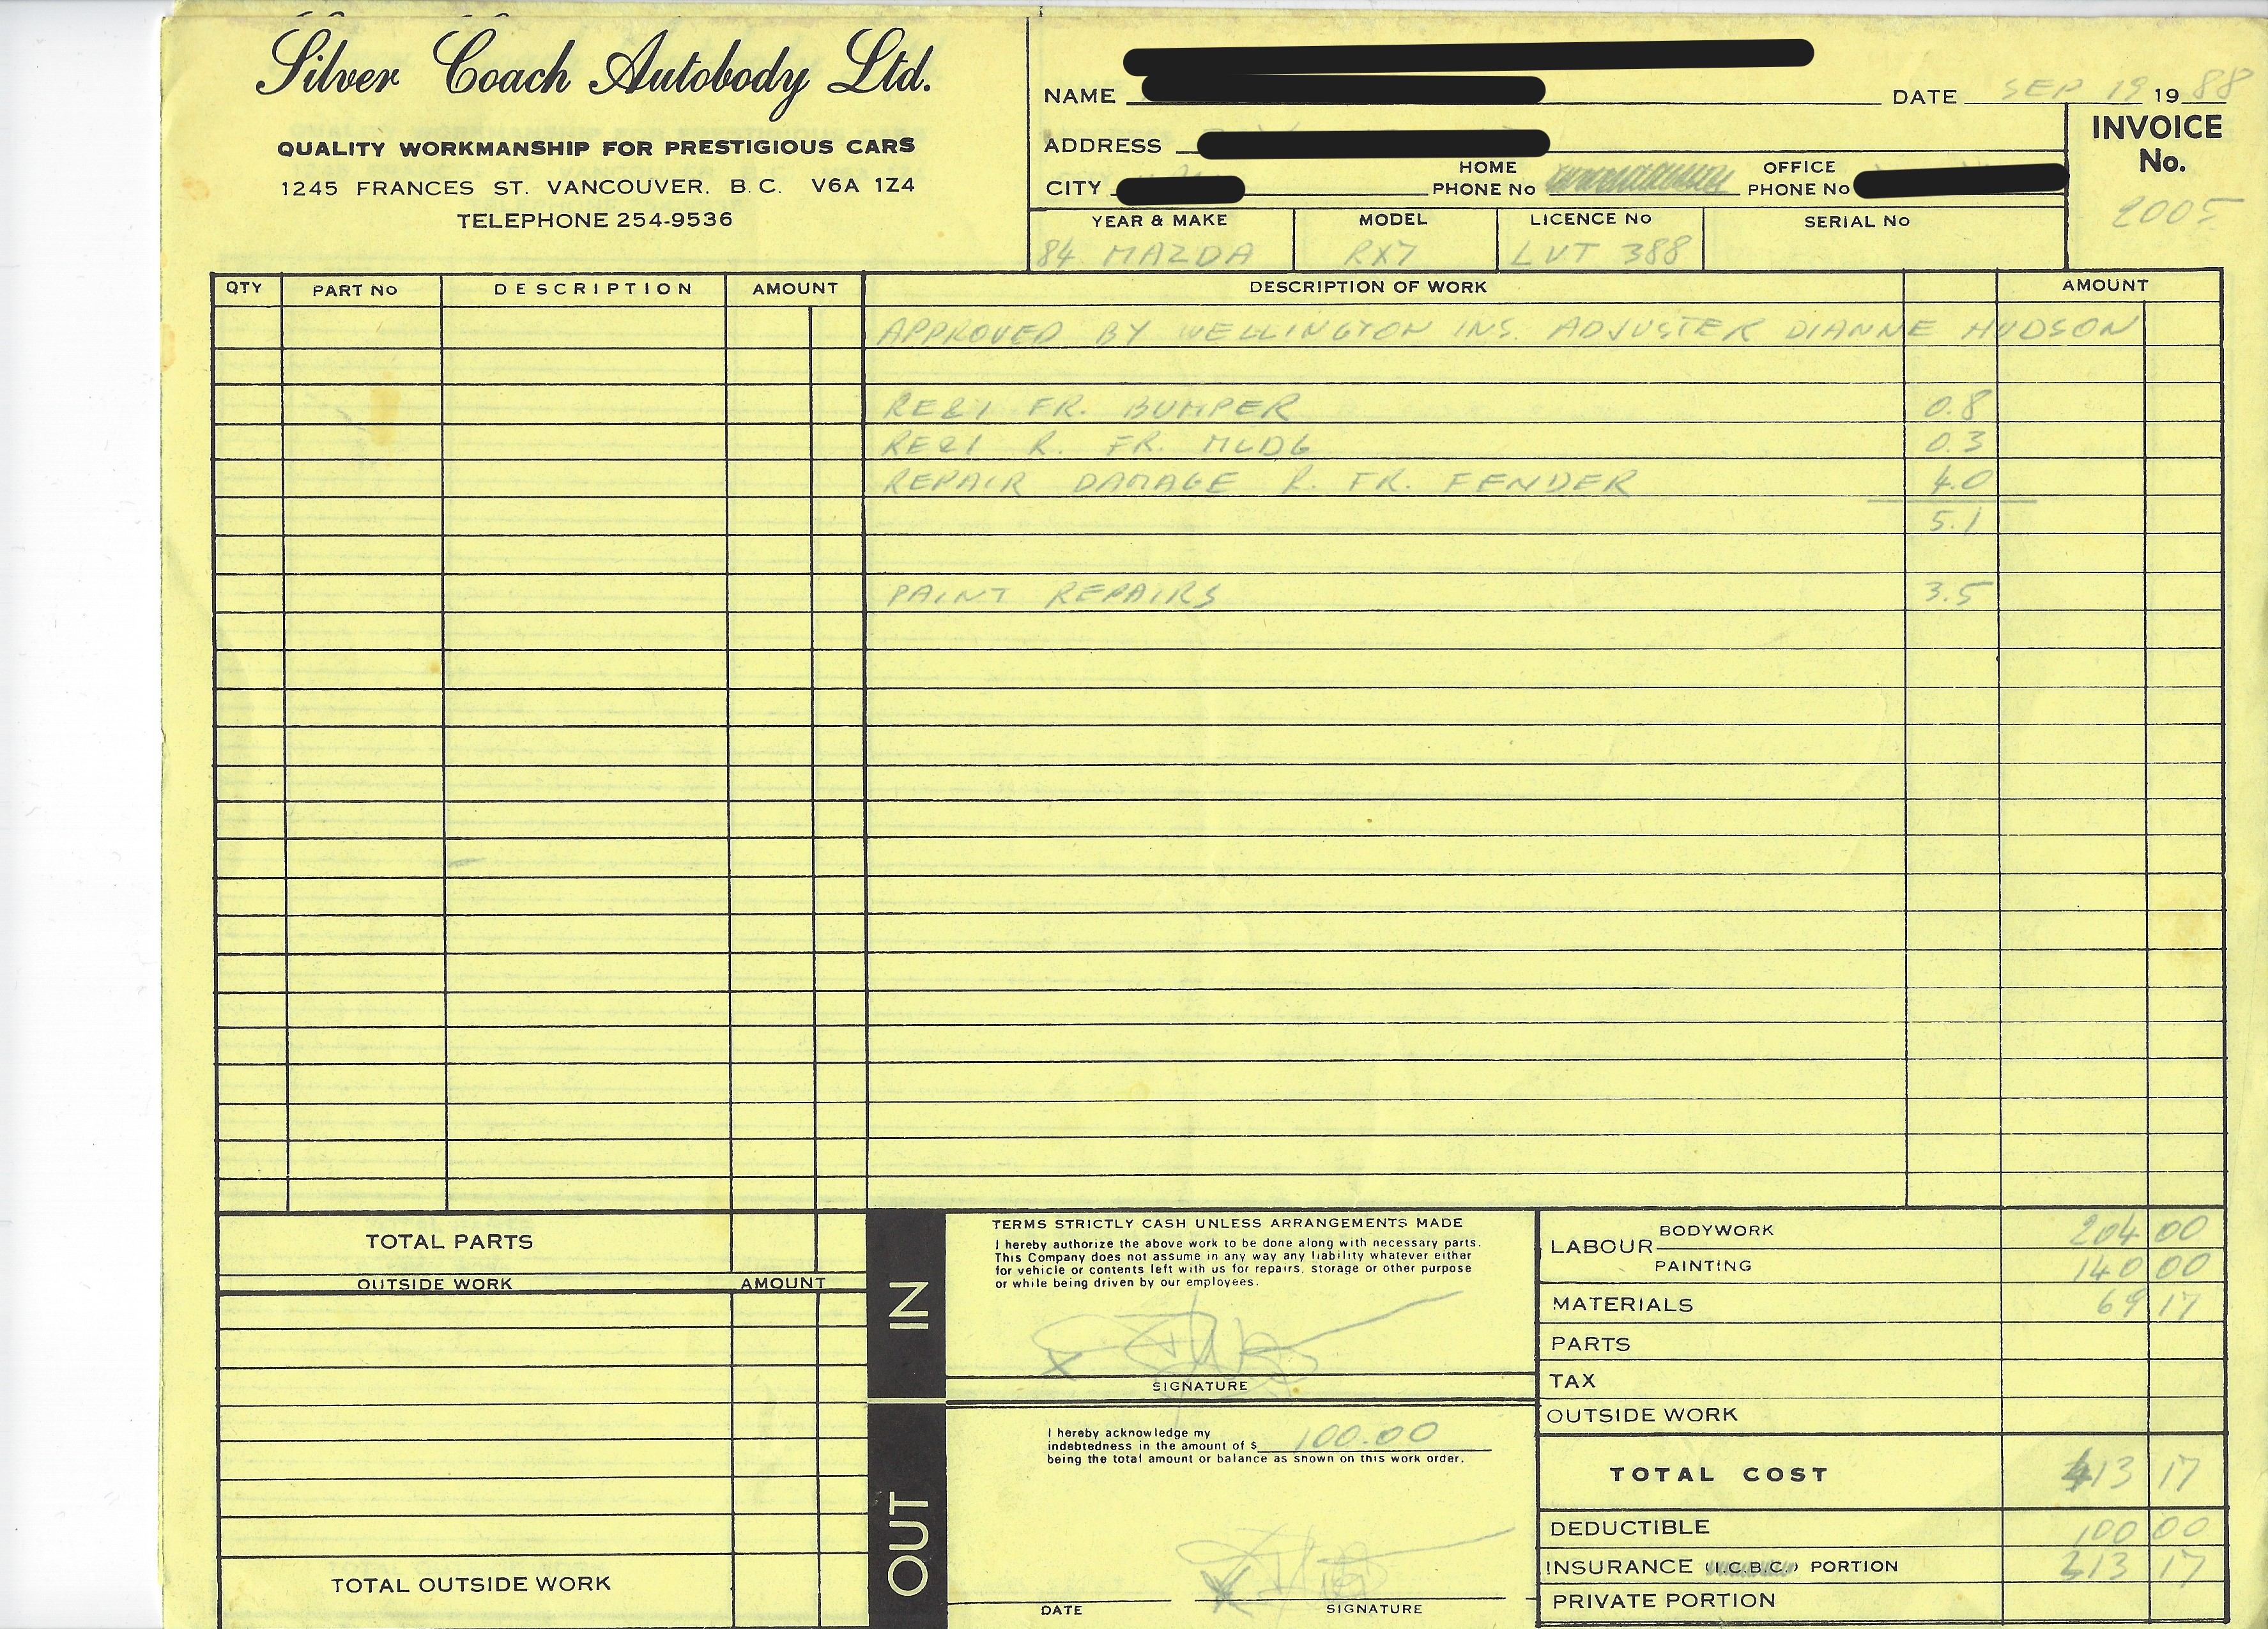 Silver Coach Autobody Ltd.
QUALITY WORKMANSHIP FOR PRESTIGIOUS CARS
1245 FRANCES ST. VANCOUVER, B.C. V6A 1Z4
TELEPHONE 254-9536
NAME DATE SEP 19 19 88
ADDRESS
CITY HOME PHONE No OFFICE PHONE No
INVOICE No.
2005
YEAR & MAKE MODEL LICENCE No SERIAL No
84 MAZDA RX7 LVT 388
QTY PART No DESCRIPTION AMOUNT DESCRIPTION OF WORK AMOUNT
APPROVED BY WELLINGTON INS. ADJUSTER DIANNE HUDSON
RE&I FR. BUMPER 0.8
RE&I R. FR. MLDG 0.3
REPAIR DAMAGE R. FR. FENDER 4.0
5.1
PAINT REPAIRS 3.5
TOTAL PARTS
OUTSIDE WORK AMOUNT
TOTAL OUTSIDE WORK
IN
TERMS STRICTLY CASH UNLESS ARRANGEMENTS MADE
I hereby authorize the above work to be done along with necessary parts.
This Company does not assume in any way any liability whatever either
for vehicle or contents left with us for repairs, storage or other purpose
or while being driven by our employees.
X
SIGNATURE
OUT
I hereby acknowledge my
indebtedness in the amount of $ 100.00
being the total amount or balance as shown on this work order.
X
DATE SIGNATURE
LABOUR BODYWORK 204 00
PAINTING 140 00
MATERIALS 69 17
PARTS
TAX
OUTSIDE WORK
TOTAL COST 413 17
DEDUCTIBLE 100 00
INSURANCE (I.C.B.C.) PORTION 313 17
PRIVATE PORTION